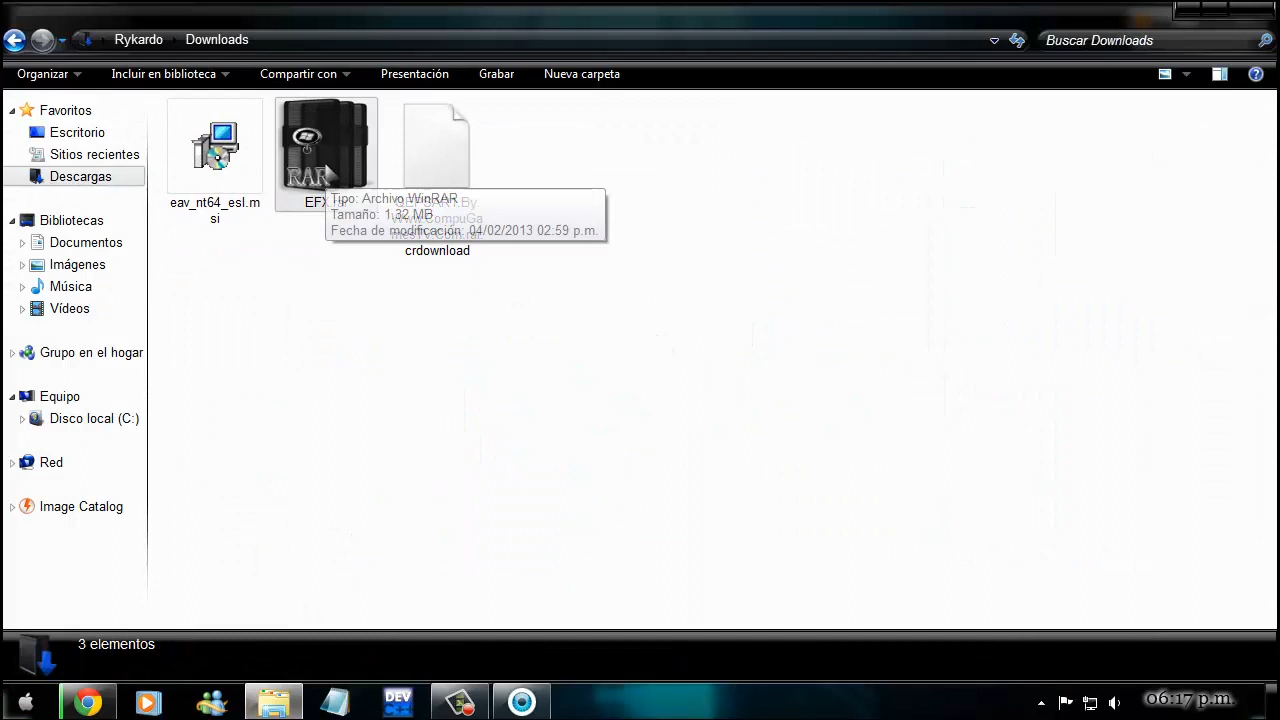 Rykardo
Downloads
Buscar Downloads
Organizar
Incluir en biblioteca
Compartir con
Presentación
Grabar
Nueva carpeta
Favoritos
Escritorio
Sitios recientes
Descargas
Bibliotecas
Documentos
Imágenes
Música
Vídeos
Grupo en el hogar
Equipo
Disco local (C:)
Red
Image Catalog
eav_nt64_esl.m
si
RAR
Tipo: Archivo WinRAR
Tamaño: 1,32 MB
Fecha de modificación: 04/02/2013 02:59 p.m.
crdownload
3 elementos
DEV
C++
06:17 p.m.